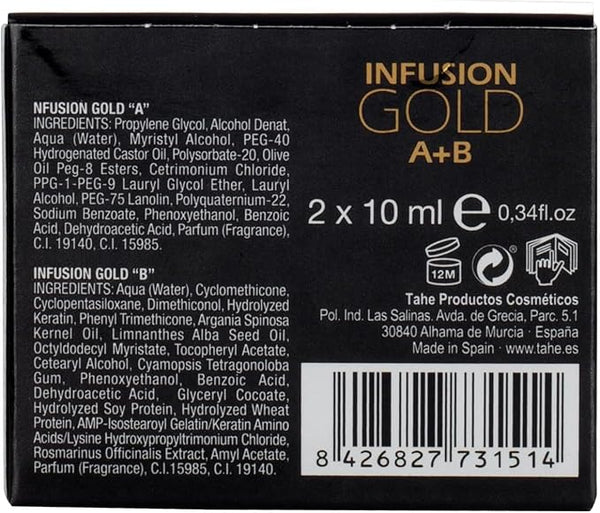 NFUSION GOLD “A”
INGREDIENTS: Propylene Glycol, Alcohol Denat,
Aqua (Water), Myristyl Alcohol, PEG-40
Hydrogenated Castor Oil, Polysorbate-20, Olive
Oil Peg-8 Esters, Cetrimonium Chloride,
PPG-1-PEG-9 Lauryl Glycol Ether, Lauryl
Alcohol, PEG-75 Lanolin, Polyquaternium-22,
Sodium Benzoate, Phenoxyethanol, Benzoic
Acid, Dehydroacetic Acid, Parfum (Fragrance),
C.I. 19140, C.I. 15985.
INFUSION GOLD “B”
INGREDIENTS: Aqua (Water), Cyclomethicone,
Cyclopentasiloxane, Dimethiconol, Hydrolyzed
Keratin, Phenyl Trimethicone, Argania Spinosa
Kernel Oil, Limnanthes Alba Seed Oil,
Octyldodecyl Myristate, Tocopheryl Acetate,
Cetearyl Alcohol, Cyamopsis Tetragonoloba
Gum, Phenoxyethanol, Benzoic Acid,
Dehydroacetic Acid, Glyceryl Cocoate,
Hydrolyzed Soy Protein, Hydrolyzed Wheat
Protein, AMP-Isostearoyl Gelatin/Keratin Amino
Acids/Lysine Hydroxypropyltrimonium Chloride,
Rosmarinus Officinalis Extract, Amyl Acetate,
Parfum (Fragrance), C.I.15985, C.I. 19140.
INFUSION
GOLD
A+B
2 x 10 ml e 0,34fl.oz
12M
Tahe Productos Cosméticos
Pol. Ind. Las Salinas. Avda. de Grecia, Parc. 5.1
30840 Alhama de Murcia · España
Made in Spain · www.tahe.es
8 426827 731514